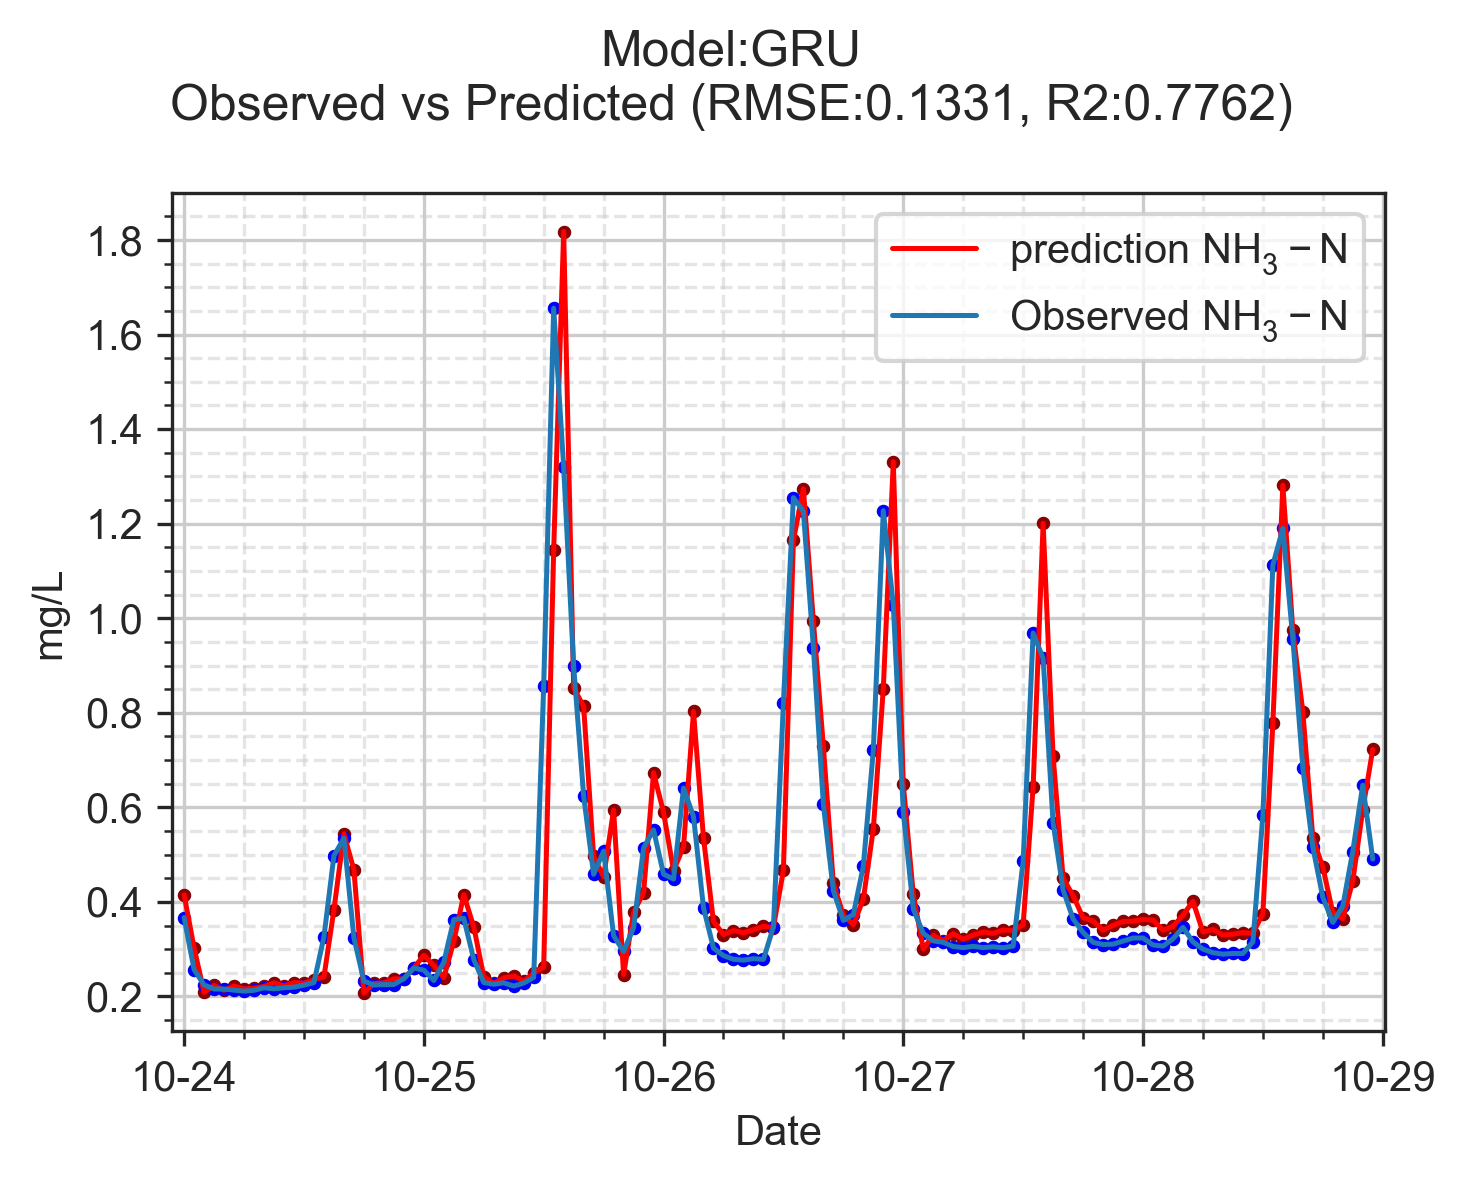 Model:GRU
Observed vs Predicted (RMSE:0.1331, R2:0.7762)
prediction NH₃ − N
Observed NH₃ − N
mg/L
1.8
1.6
1.4
1.2
1.0
0.8
0.6
0.4
0.2
10-24 10-25 10-26 10-27 10-28 10-29
Date